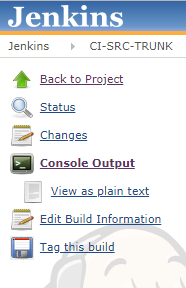 Jenkins
Jenkins CI-SRC-TRUNK
Back to Project
Status
Changes
Console Output
View as plain text
Edit Build Information
Tag this build